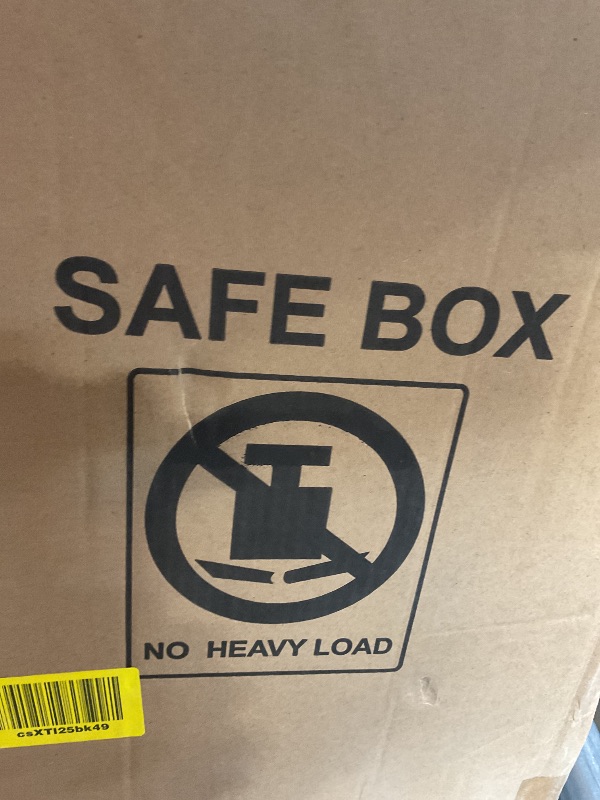 SAFE BOX
NO HEAVY LOAD
csXTI25bk49